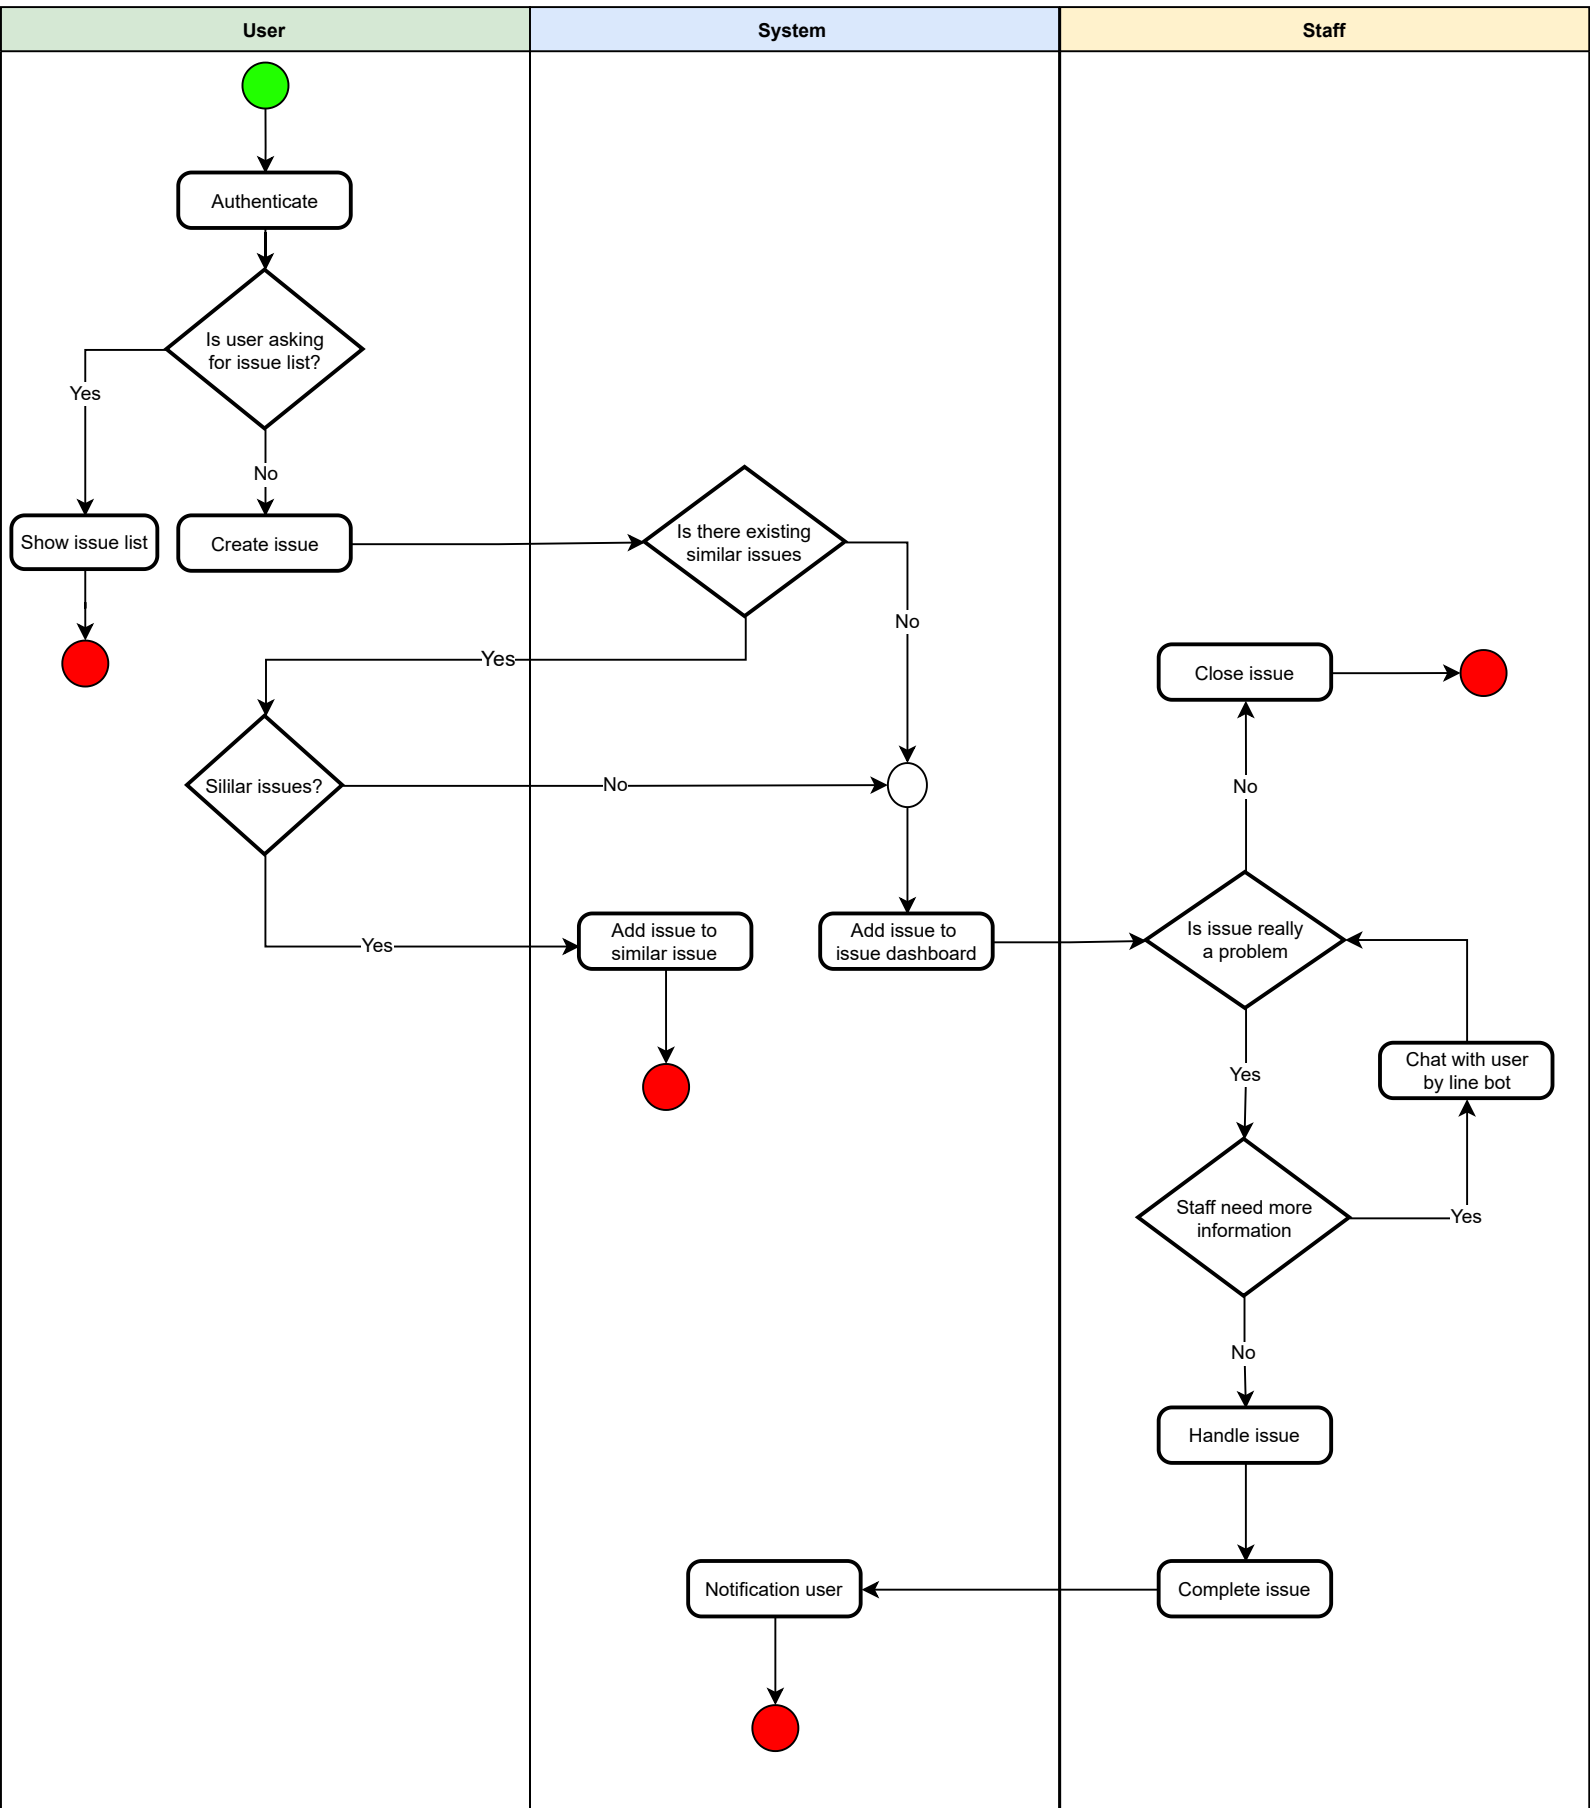 User
System
Staff
Authenticate
Is user asking
for issue list?
Yes
No
Show issue list
Create issue
Is there existing
similar issues
No
Yes
Close issue
Sililar issues?
No
No
Yes
Add issue to
similar issue
Add issue to
issue dashboard
Is issue really
a problem
Yes
Chat with user
by line bot
Staff need more
information
Yes
No
Handle issue
Notification user
Complete issue